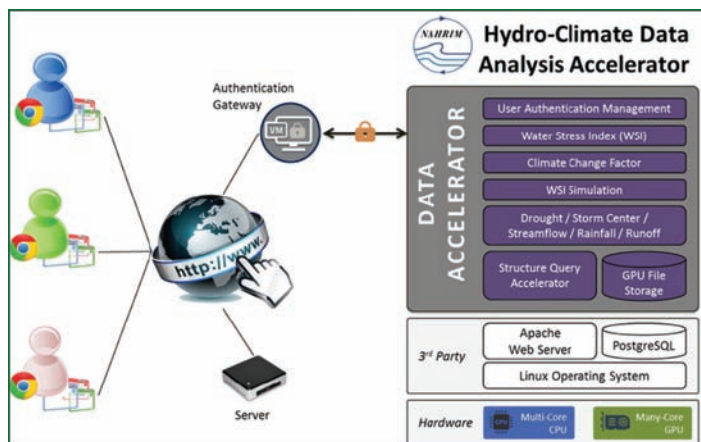 NAHRIM
Hydro-Climate Data
Analysis Accelerator
Authentication
Gateway
VM
http://www.
Server
DATA
ACCELERATOR
User Authentication Management
Water Stress Index (WSI)
Climate Change Factor
WSI Simulation
Drought / Storm Center /
Streamflow / Rainfall / Runoff
Structure Query
Accelerator
GPU File
Storage
3rd Party
Apache
Web Server
PostgreSQL
Linux Operating System
Hardware
CPU
Multi-Core
CPU
Many-Core
GPU